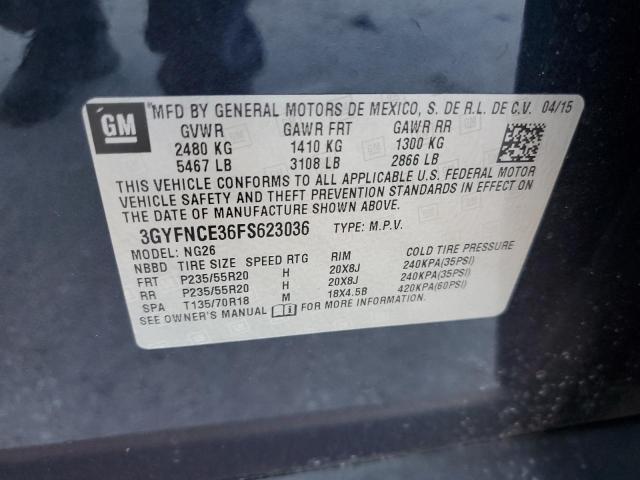 GM
MFD BY GENERAL MOTORS DE MEXICO, S. DE R.L. DE C.V. 04/15
GVWR GAWR FRT GAWR RR
2480 KG 1410 KG 1300 KG
5467 LB 3108 LB 2866 LB
THIS VEHICLE CONFORMS TO ALL APPLICABLE U.S. FEDERAL MOTOR
VEHICLE SAFETY AND THEFT PREVENTION STANDARDS IN EFFECT ON
THE DATE OF MANUFACTURE SHOWN ABOVE.
3GYFNCE36FS623036 TYPE: M.P.V.
MODEL: NG26
NBBD TIRE SIZE SPEED RTG RIM COLD TIRE PRESSURE
FRT P235/55R20 H 20X8J 240KPA(35PSI)
RR P235/55R20 H 20X8J 240KPA(35PSI)
SPA T135/70R18 M 18X4.5B 420KPA(60PSI)
SEE OWNER'S MANUAL FOR MORE INFORMATION.